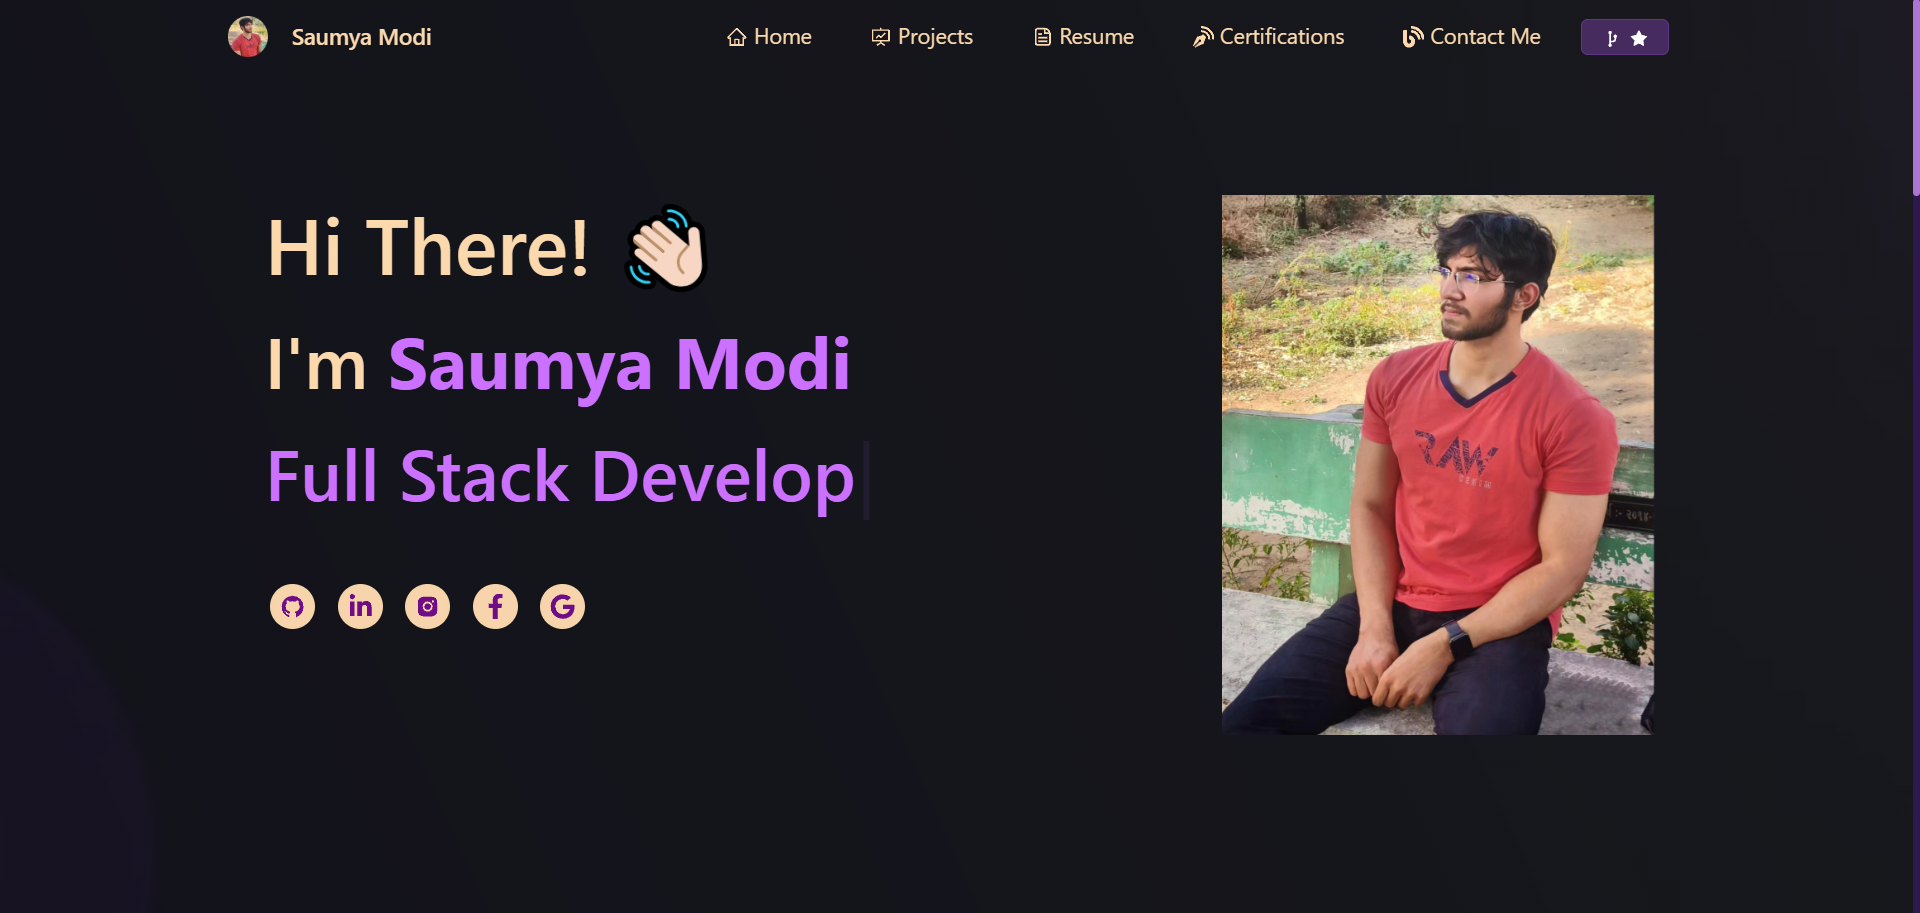 Saumya Modi
Home
Projects
Resume
Certifications
Contact Me
Hi There!
I'm Saumya Modi
Full Stack Develop
RAW